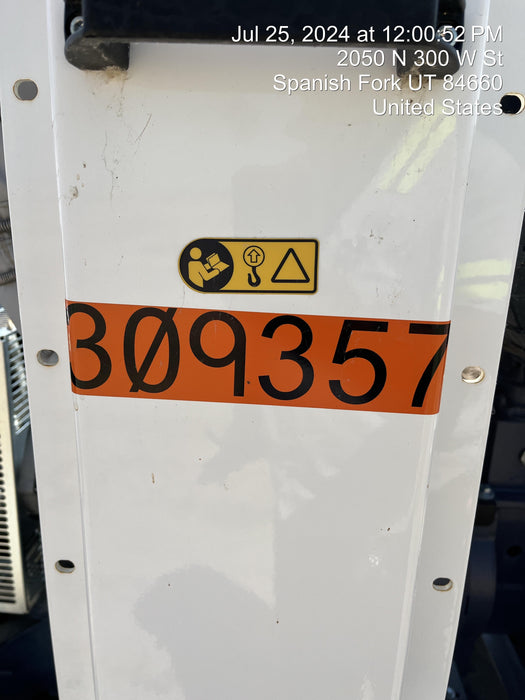 Jul 25, 2024 at 12:00:52 PM
2050 N 300 W St
Spanish Fork UT 84660
United States
3Ø9357